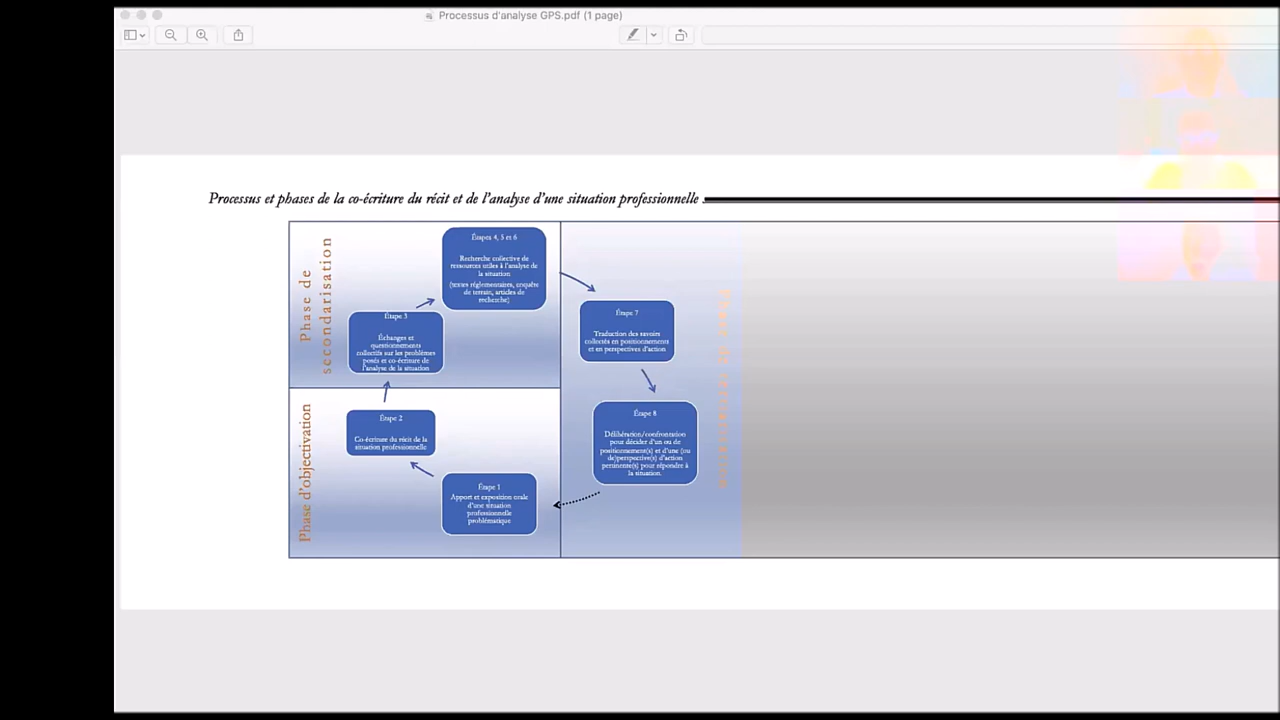 Processus d'analyse GPS.pdf (1 page)
Processus et phases de la co-écriture du récit et de l'analyse d'une situation professionnelle
Phase de
secondarisation
Étapes 4, 5 et 6
Recherche collective de
ressources utiles à l'analyse de
la situation
(textes réglementaires, enquête
de terrain, articles de
recherche)
Étape 3
Échanges et
questionnements
collectifs sur les problèmes
posés et co-écriture de
l'analyse de la situation
Étape 7
Traduction des savoirs
collectés en positionnement
et en perspectives d'action
Phase d'objectivation
Étape 2
Co-écriture du récit de la
situation professionnelle
Étape 8
Délibération/confrontation
pour décider d'un ou de
positionnement(s) et d'une (ou
de)perspective(s) d'action
pertinente(s) pour répondre à
la situation.
Étape 1
Apport et exposition orale
d'une situation
professionnelle
problématique